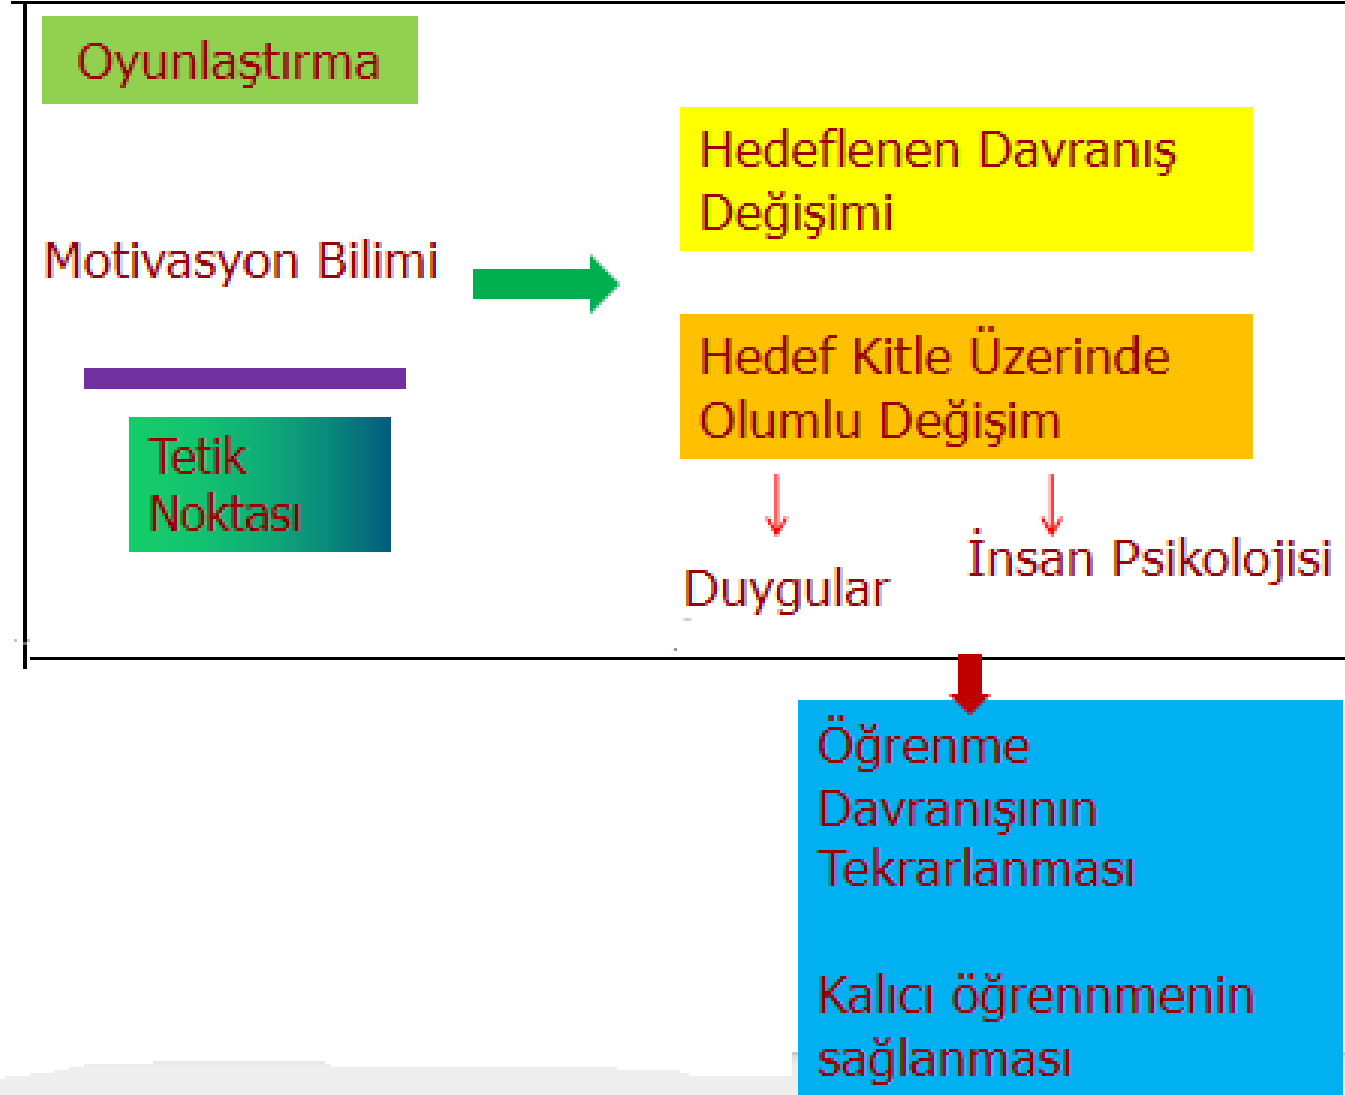 Oyunlaştırma
Motivasyon Bilimi
Tetik
Noktası
Hedeflenen Davranış
Değişimi
Hedef Kitle Üzerinde
Olumlu Değişim
Duygular
İnsan Psikolojisi
Öğrenme
Davranışının
Tekrarlanması
Kalıcı öğrennmenin
sağlanması